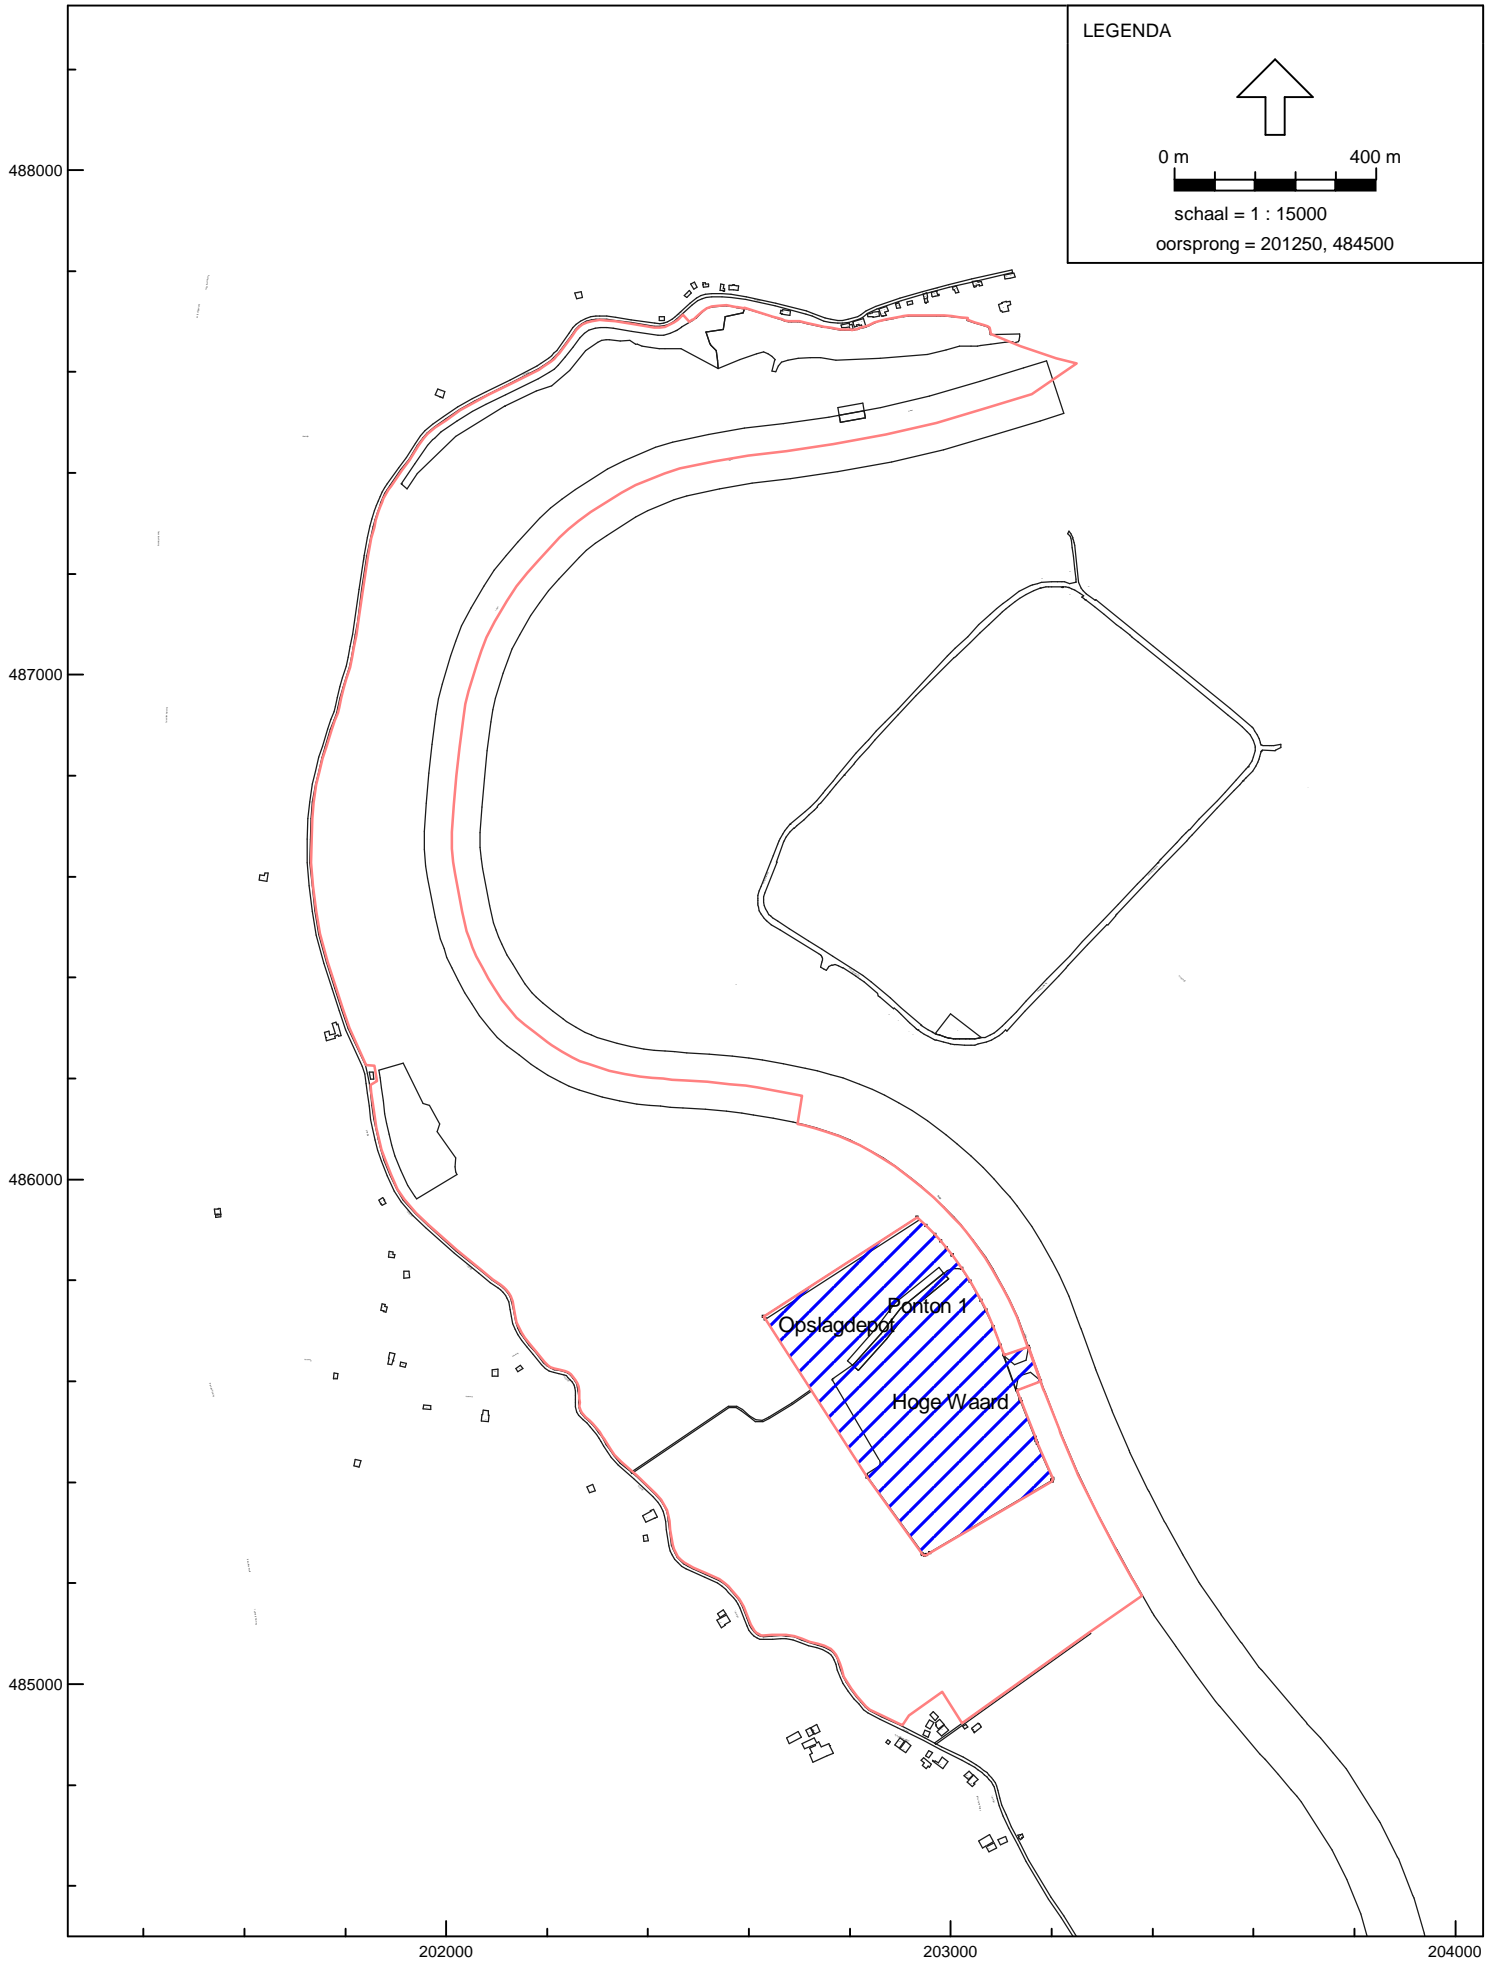 LEGENDA
0 m 400 m
schaal = 1 : 15000
oorsprong = 201250, 484500
488000
487000
486000
Ponton 1
Opslagdepot
Hoge Waard
485000
202000 203000 204000